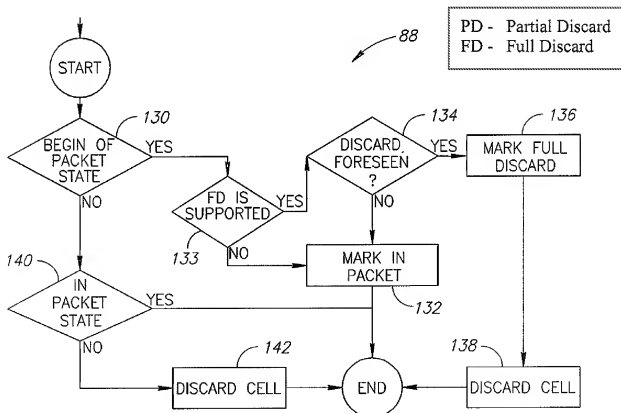 PD - Partial Discard
FD - Full Discard
88
START
130
BEGIN OF
PACKET
STATE
YES
NO
134
DISCARD
FORESEEN
?
YES
NO
136
MARK FULL
DISCARD
FD IS
SUPPORTED
YES
133
NO
MARK IN
PACKET
132
140
IN
PACKET
STATE
YES
NO
142
DISCARD CELL
END
138
DISCARD CELL